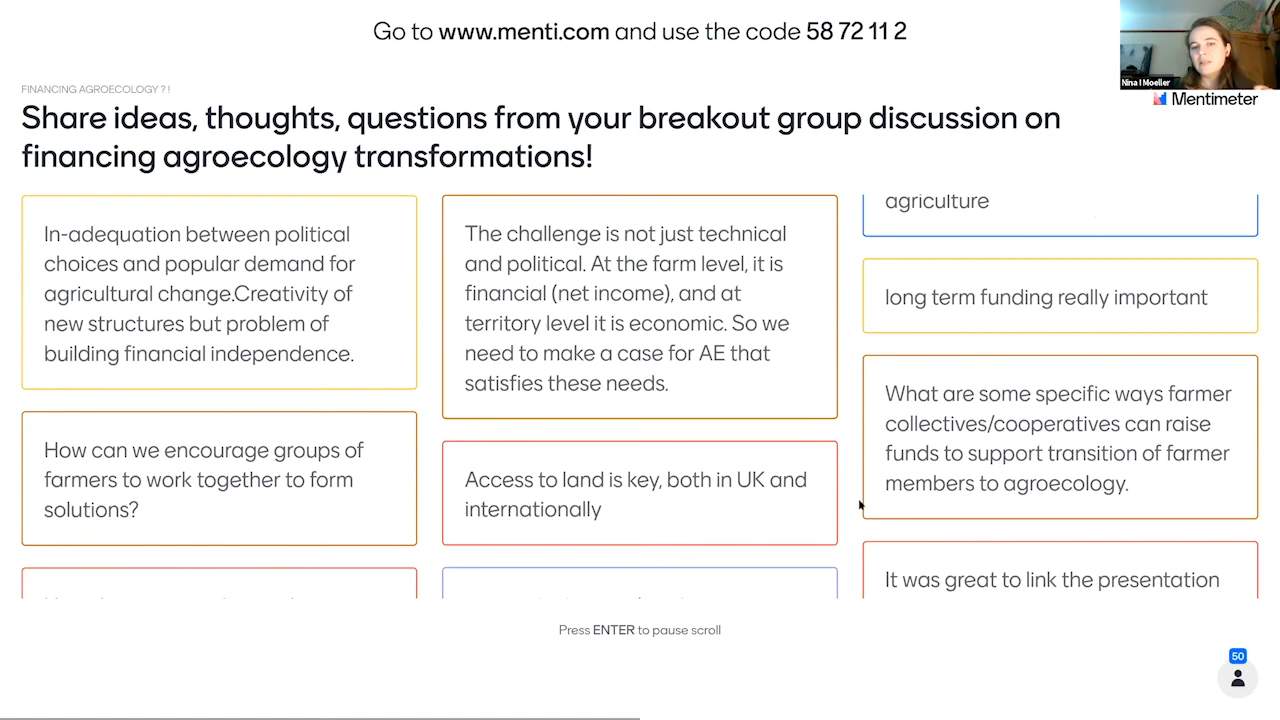 Go to www.menti.com and use the code 58 72 11 2
Nina I Moeller
Mentimeter
FINANCING AGROECOLOGY ? !
Share ideas, thoughts, questions from your breakout group discussion on
financing agroecology transformations!
In-adequation between political
choices and popular demand for
agricultural change.Creativity of
new structures but problem of
building financial independence.
How can we encourage groups of
farmers to work together to form
solutions?
The challenge is not just technical
and political. At the farm level, it is
financial (net income), and at
territory level it is economic. So we
need to make a case for AE that
satisfies these needs.
Access to land is key, both in UK and
internationally
agriculture
long term funding really important
What are some specific ways farmer
collectives/cooperatives can raise
funds to support transition of farmer
members to agroecology.
It was great to link the presentation
Press ENTER to pause scroll
50